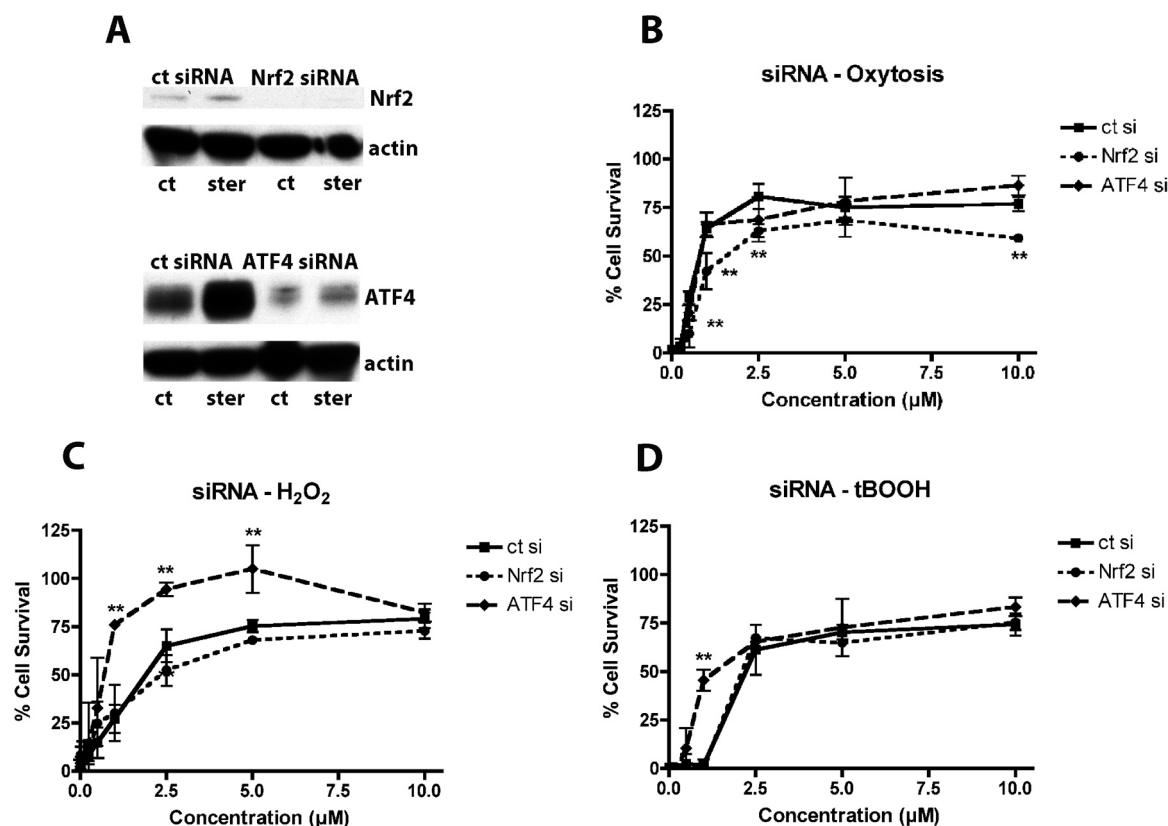 A
ct siRNA Nrf2 siRNA
Nrf2
actin
ct ster ct ster
ct siRNA ATF4 siRNA
ATF4
actin
ct ster ct ster
B
siRNA - Oxytosis
125
100
75
50
25
0
% Cell Survival
** ** ** **
0.0 2.5 5.0 7.5 10.0
Concentration (µM)
ct si
Nrf2 si
ATF4 si
C
siRNA - H₂O₂
125
100
75
50
25
0
% Cell Survival
** ** **
0.0 2.5 5.0 7.5 10.0
Concentration (µM)
ct si
Nrf2 si
ATF4 si
D
siRNA - tBOOH
125
100
75
50
25
0
% Cell Survival
**
0.0 2.5 5.0 7.5 10.0
Concentration (µM)
ct si
Nrf2 si
ATF4 si